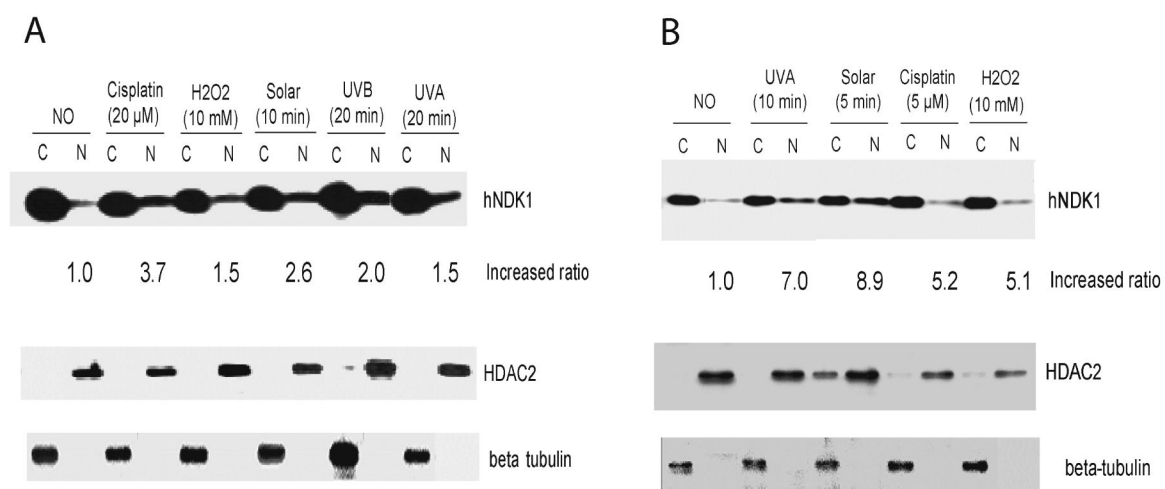 A
NO
Cisplatin
(20 µM)
H2O2
(10 mM)
Solar
(10 min)
UVB
(20 min)
UVA
(20 min)
C N C N C N C N C N C N
hNDK1
1.0 3.7 1.5 2.6 2.0 1.5 Increased ratio
HDAC2
beta tubulin
B
NO
UVA
(10 min)
Solar
(5 min)
Cisplatin
(5 µM)
H2O2
(10 mM)
C N C N C N C N C N
hNDK1
1.0 7.0 8.9 5.2 5.1 Increased ratio
HDAC2
beta-tubulin